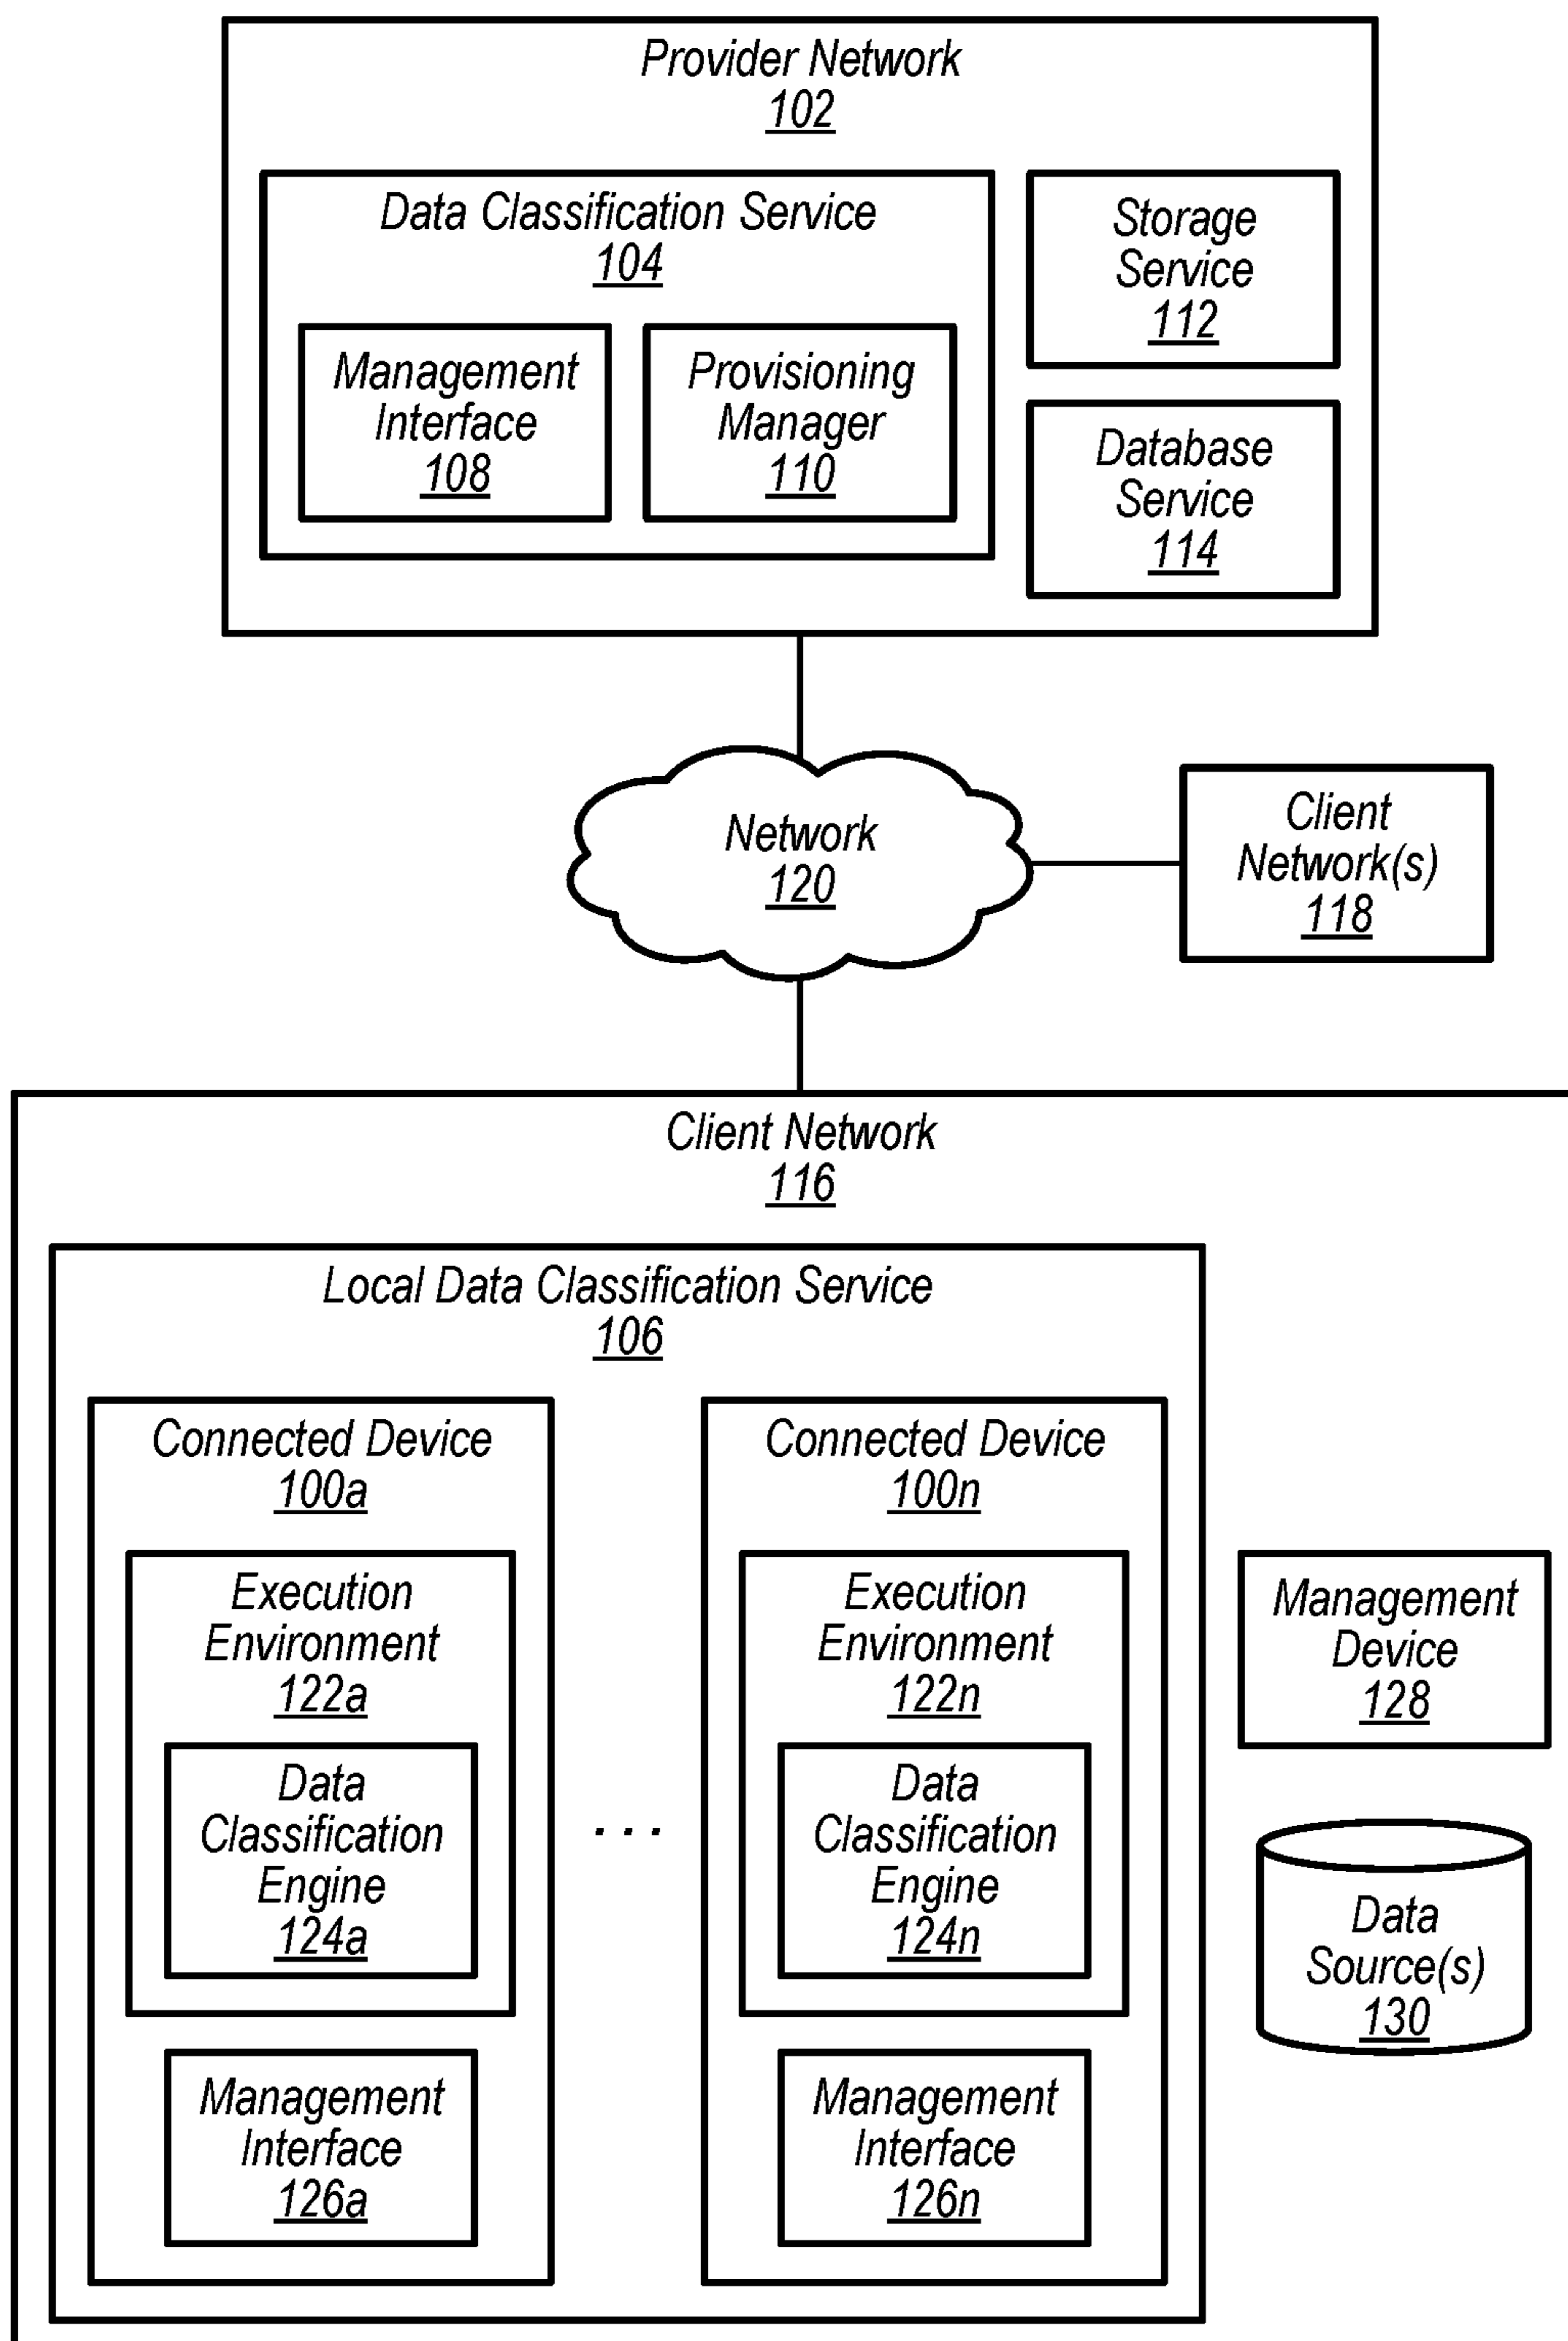 Provider Network
102
Data Classification Service
104
Management
Interface
108
Provisioning
Manager
110
Storage
Service
112
Database
Service
114
Network
120
Client
Network(s)
118
Client Network
116
Local Data Classification Service
106
Connected Device
100a
Execution
Environment
122a
Data
Classification
Engine
124a
Management
Interface
126a
...
Connected Device
100n
Execution
Environment
122n
Data
Classification
Engine
124n
Management
Interface
126n
Management
Device
128
Data
Source(s)
130